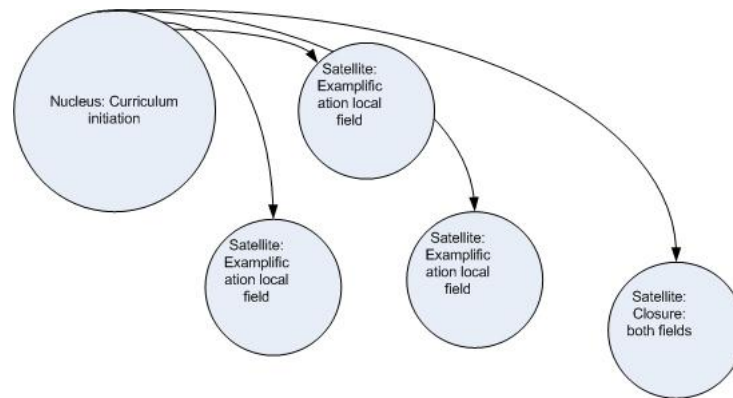 Nucleus: Curriculum
initiation
Satellite:
Examplific
ation local
field
Satellite:
Examplific
ation local
field
Satellite:
Examplific
ation local
field
Satellite:
Closure:
both fields